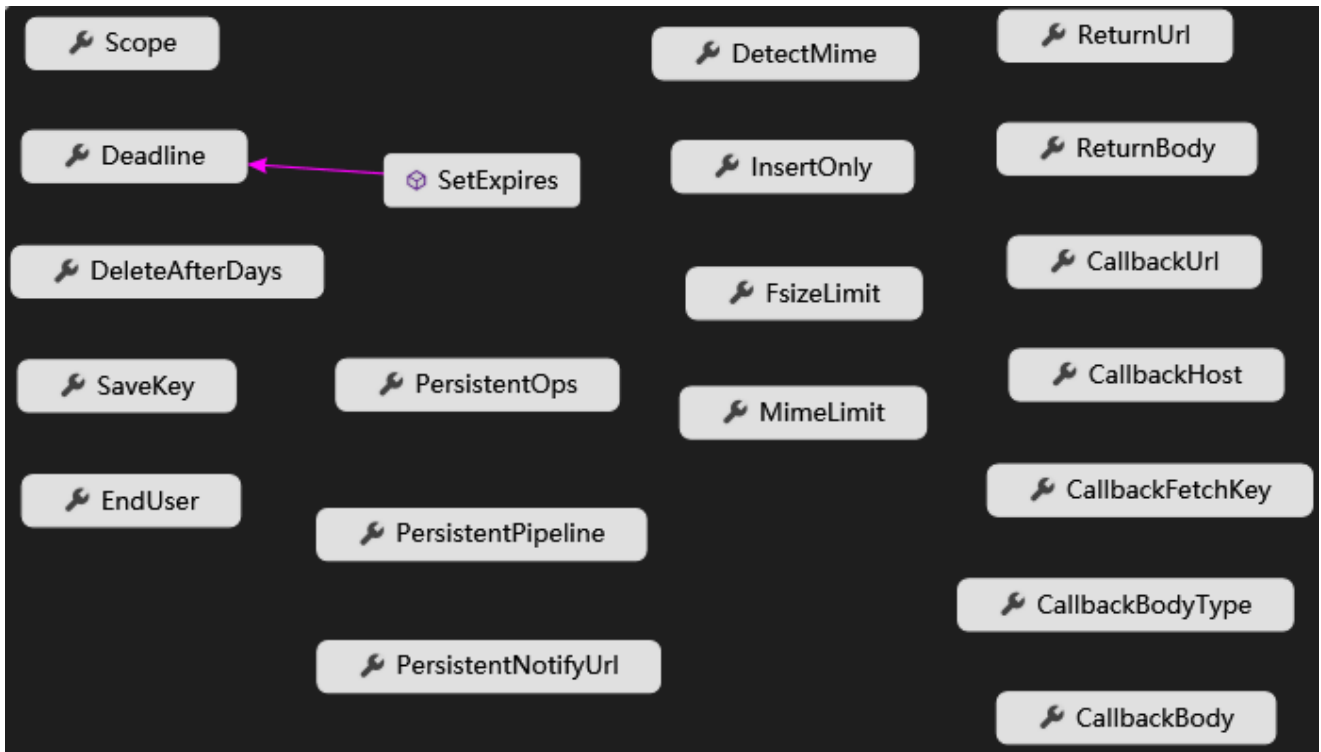 Scope
Deadline
SetExpires
DeleteAfterDays
SaveKey
EndUser
PersistentOps
PersistentPipeline
PersistentNotifyUrl
DetectMime
InsertOnly
FsizeLimit
MimeLimit
ReturnUrl
ReturnBody
CallbackUrl
CallbackHost
CallbackFetchKey
CallbackBodyType
CallbackBody